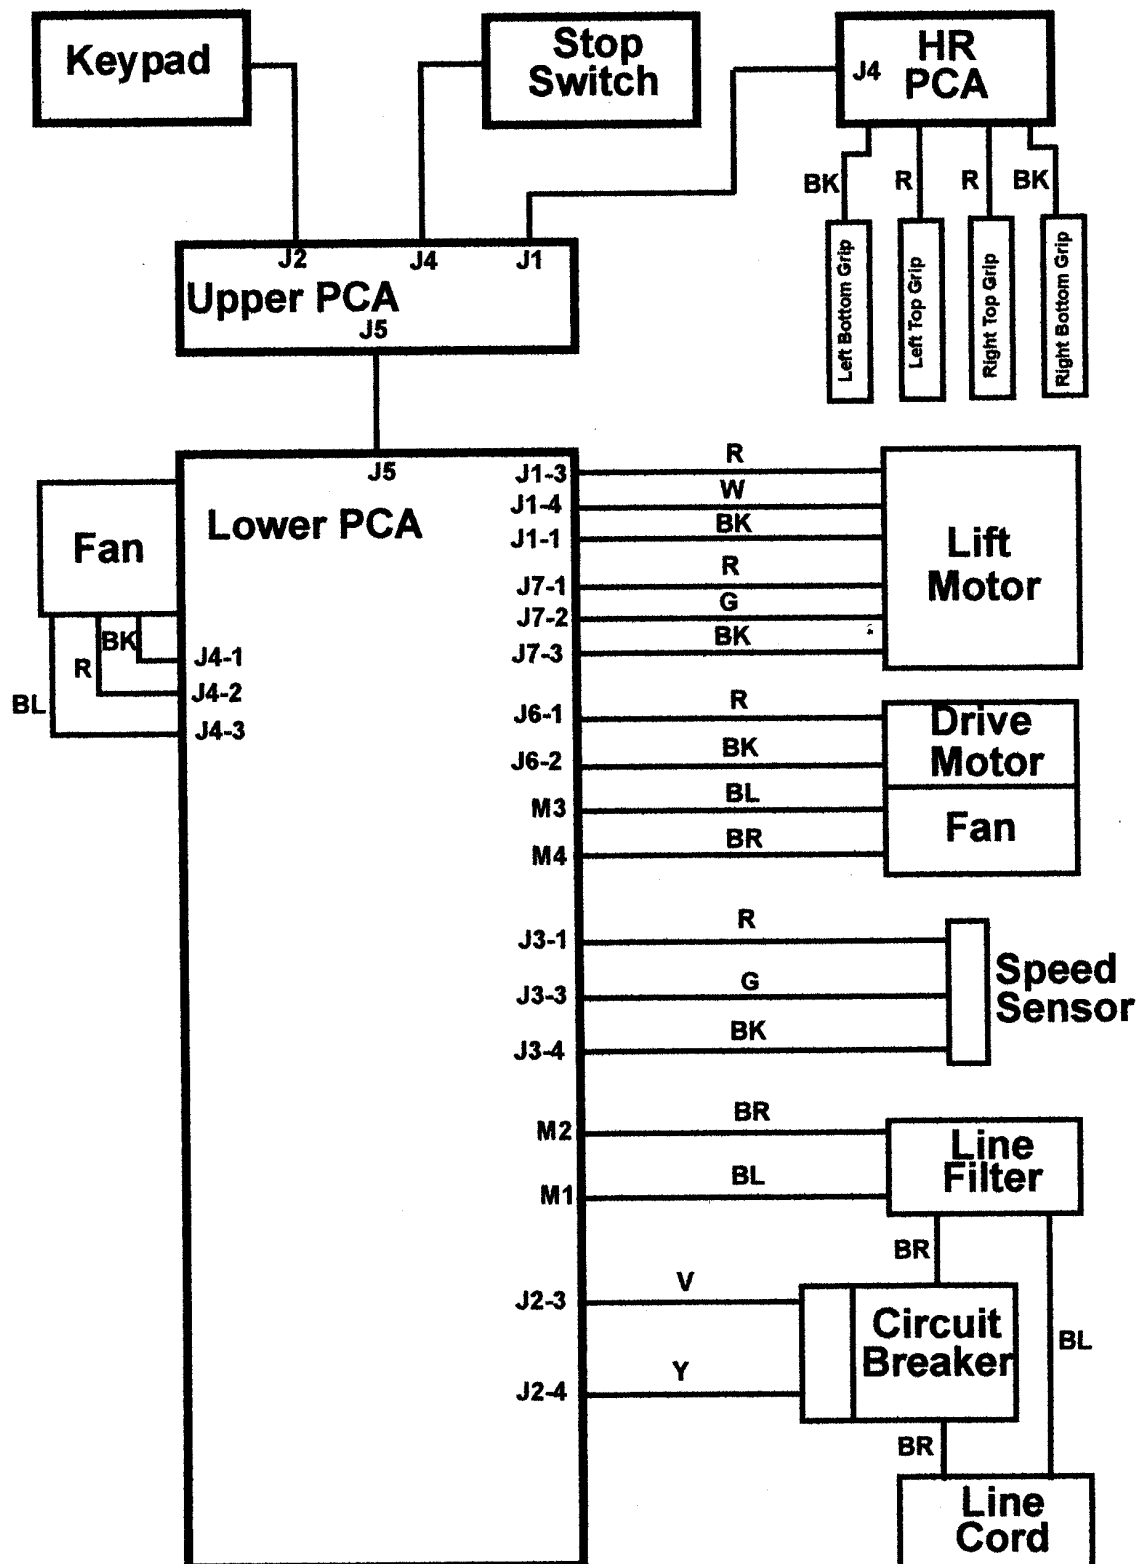 Keypad
Stop
Switch
HR
PCA
J4
BK
R
R
BK
Left Bottom Grip
Left Top Grip
Right Top Grip
Right Bottom Grip
J2
J4
J1
Upper PCA
J5
J5
Lower PCA
Fan
BK
R
BL
J4-1
J4-2
J4-3
J1-3
R
J1-4
W
J1-1
BK
J7-1
R
J7-2
G
J7-3
BK
Lift
Motor
J6-1
R
J6-2
BK
M3
BL
M4
BR
Drive
Motor
Fan
J3-1
R
J3-3
G
J3-4
BK
Speed
Sensor
M2
BR
M1
BL
Line
Filter
BR
BL
J2-3
V
J2-4
Y
Circuit
Breaker
BR
Line
Cord